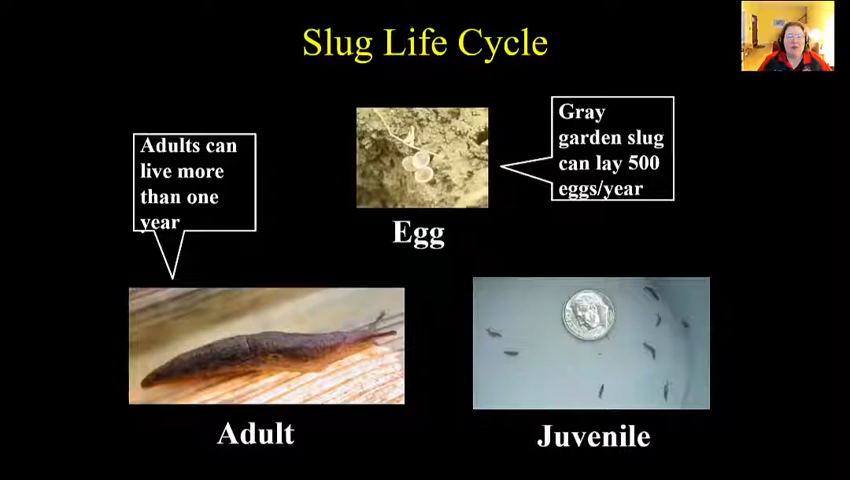 Slug Life Cycle
Gray
garden slug
can lay 500
eggs/year
Adults can
live more
than one
year
Egg
Adult
Juvenile